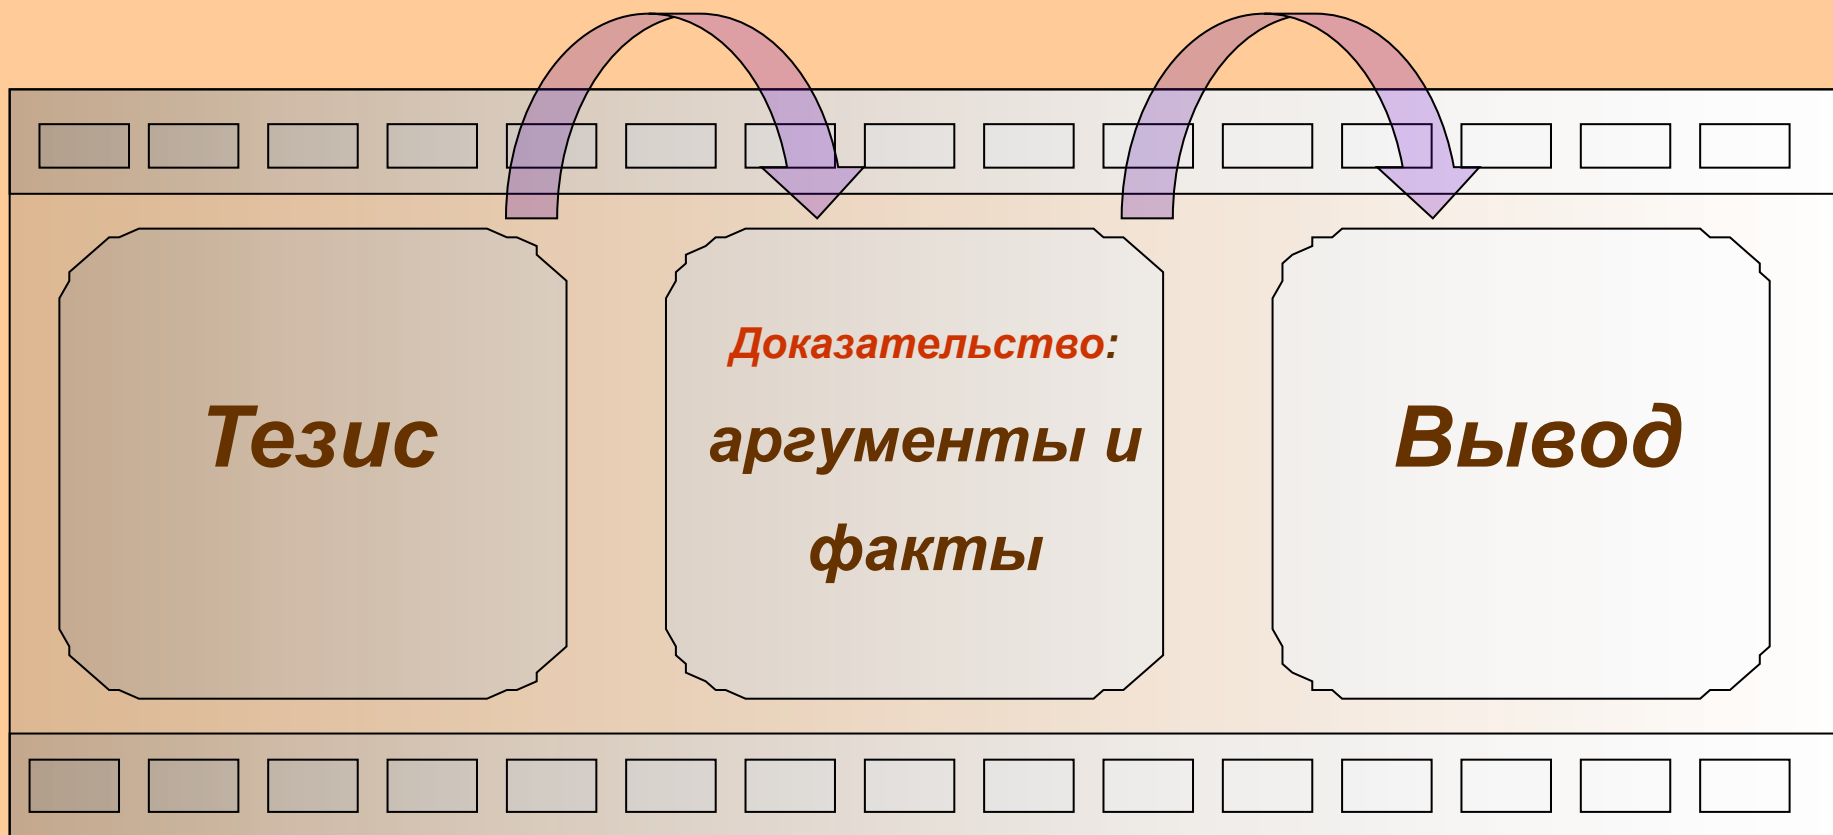 Тезис
Доказательство:
аргументы и
факты
Вывод